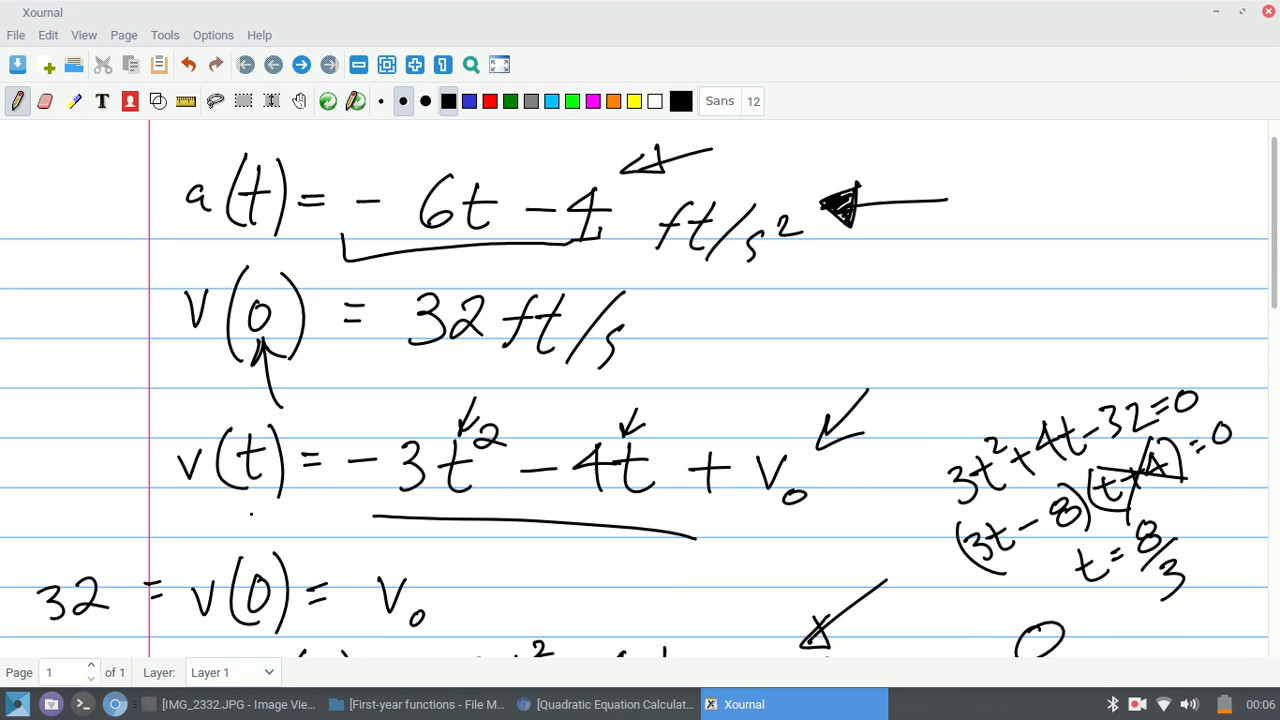 Xournal
File Edit View Page Tools Options Help
Sans 12
a(t) = - 6t - 4 ft/s²
v(0) = 32 ft/s
v(t) = -3t² - 4t + v₀
3t² + 4t - 32 = 0
(3t - 8)(t + 4) = 0
t = 8/3
32 = v(0) = v₀
Page 1 of 1 Layer: Layer 1
[IMG_2332.JPG - Image Vie... [First-year functions - File M... [Quadratic Equation Calculat... Xournal 00:06